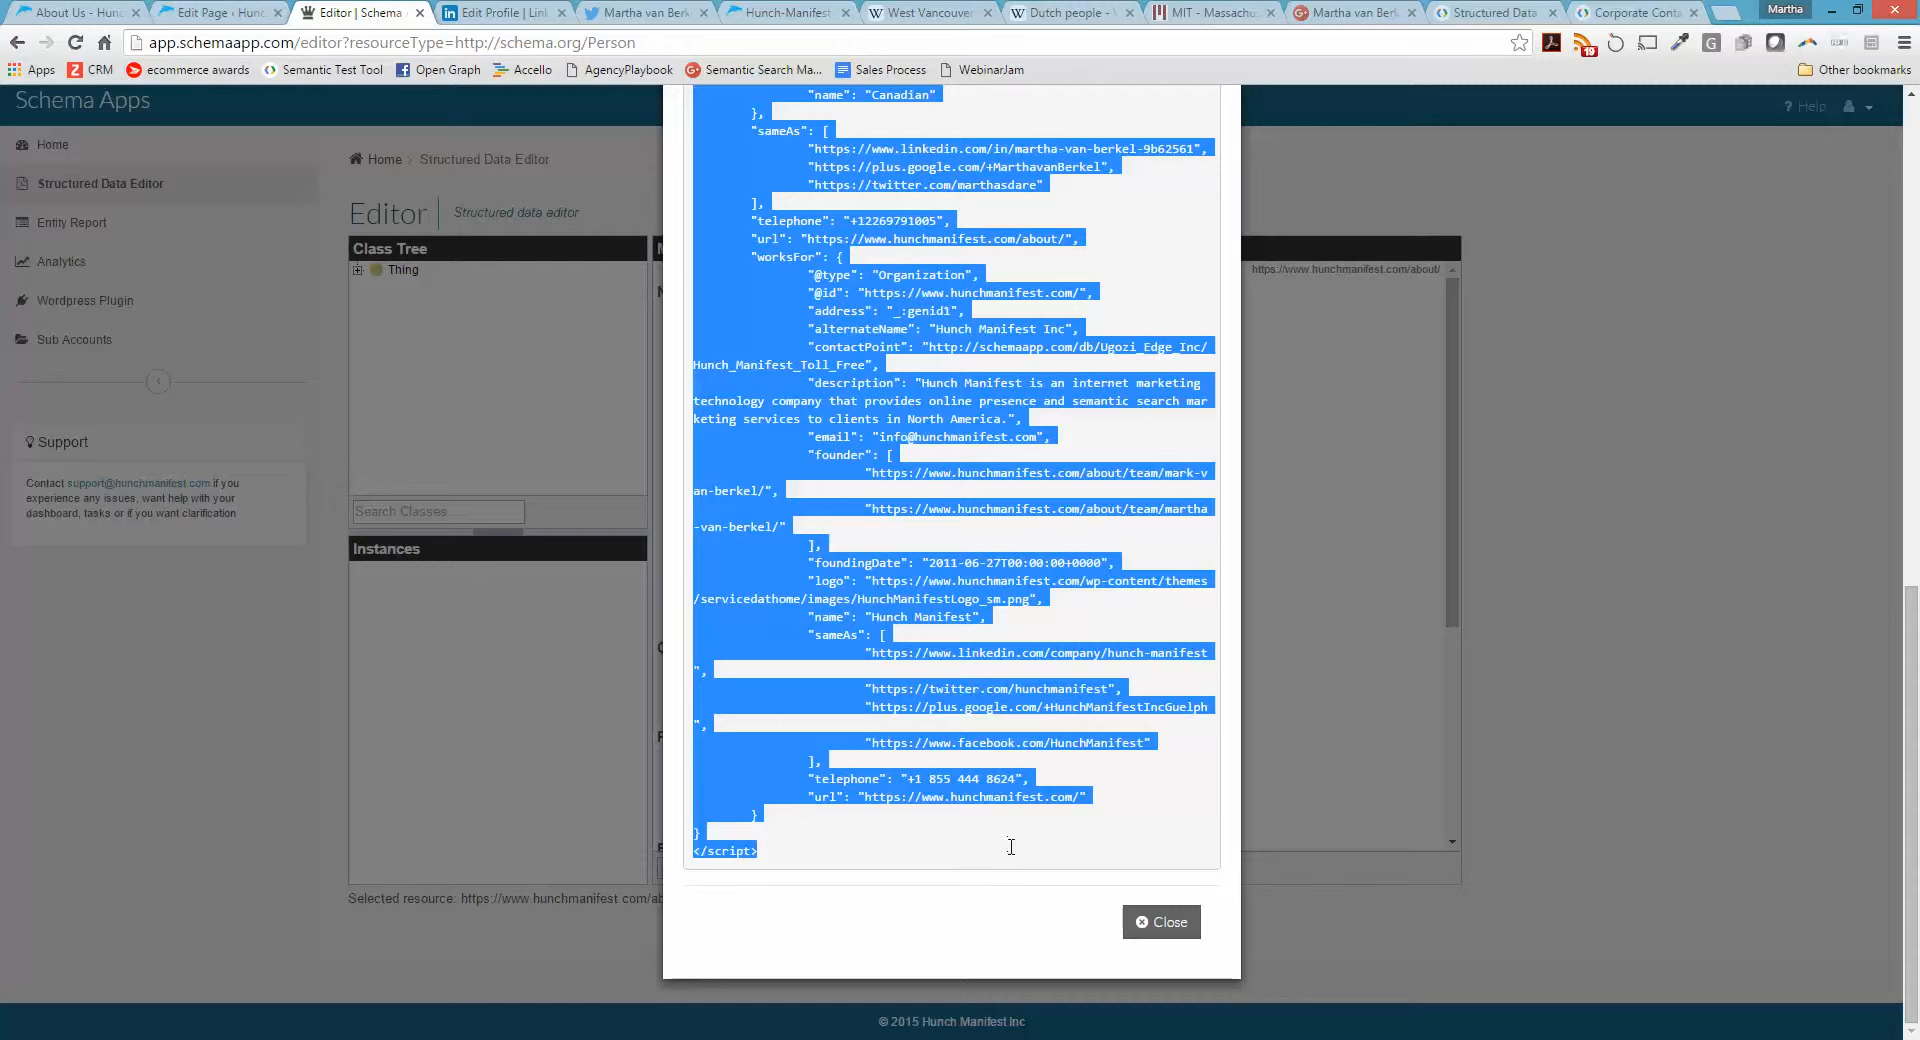 About Us - Hunc
Edit Page ‹ Hunc
Editor | Schema
Edit Profile | Lin
Martha van Berk
Hunch-Manifest
West Vancouver
Dutch people -
MIT - Massachus
Martha van Berk
Structured Data
Corporate Conta
Martha
app.schemaapp.com/editor?resourceType=http://schema.org/Person
19
Apps
CRM
ecommerce awards
Semantic Test Tool
Open Graph
Accello
AgencyPlaybook
Semantic Search Ma...
Sales Process
WebinarJam
Other bookmarks
Schema Apps
? Help
Home
Structured Data Editor
Entity Report
Analytics
Wordpress Plugin
Sub Accounts
Support
Contact support@hunchmanifest.com if you
experience any issues, want help with your
dashboard, tasks or if you want clarification
Home > Structured Data Editor
Editor
Structured data editor
Class Tree
Thing
Search Classes...
Instances
Selected resource: https://www.hunchmanifest.com/ab
https://www.hunchmanifest.com/about/
"name": "Canadian"
},
"sameAs": [
"https://www.linkedin.com/in/martha-van-berkel-9b62561",
"https://plus.google.com/+MarthavanBerkel",
"https://twitter.com/marthasdare"
],
"telephone": "+12269791005",
"url": "https://www.hunchmanifest.com/about/",
"worksFor": {
"@type": "Organization",
"@id": "https://www.hunchmanifest.com/",
"address": "_:genid1",
"alternateName": "Hunch Manifest Inc",
"contactPoint": "http://schemaapp.com/db/Ugozi_Edge_Inc/
Hunch_Manifest_Toll_Free",
"description": "Hunch Manifest is an internet marketing
technology company that provides online presence and semantic search mar
keting services to clients in North America.",
"email": "info@hunchmanifest.com",
"founder": [
"https://www.hunchmanifest.com/about/team/mark-v
an-berkel/",
"https://www.hunchmanifest.com/about/team/martha
-van-berkel/"
],
"foundingDate": "2011-06-27T00:00:00+0000",
"logo": "https://www.hunchmanifest.com/wp-content/themes
/servicedathome/images/HunchManifestLogo_sm.png",
"name": "Hunch Manifest",
"sameAs": [
"https://www.linkedin.com/company/hunch-manifest
",
"https://twitter.com/hunchmanifest",
"https://plus.google.com/+HunchManifestIncGuelph
",
"https://www.facebook.com/HunchManifest"
],
"telephone": "+1 855 444 8624",
"url": "https://www.hunchmanifest.com/"
}
}
</script>
Close
© 2015 Hunch Manifest Inc